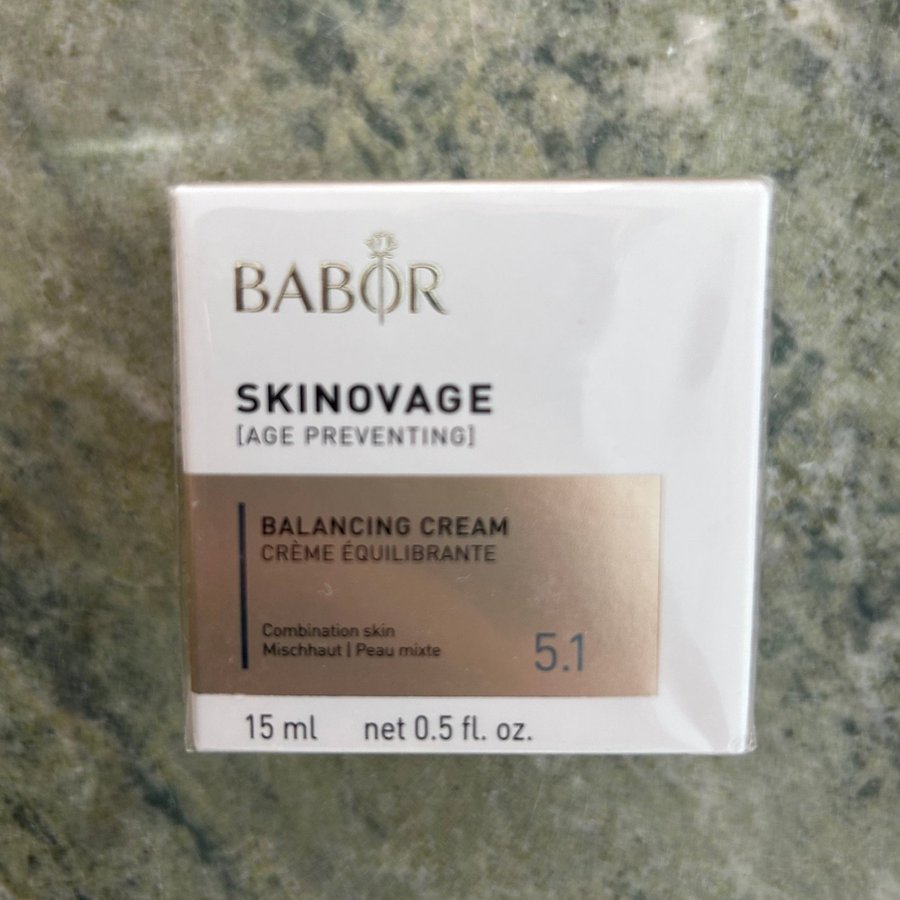 BABOR
SKINOVAGE
[AGE PREVENTING]
BALANCING CREAM
CRÈME ÉQUILIBRANTE
Combination skin
Mischhaut | Peau mixte
5.1
15 ml net 0.5 fl. oz.